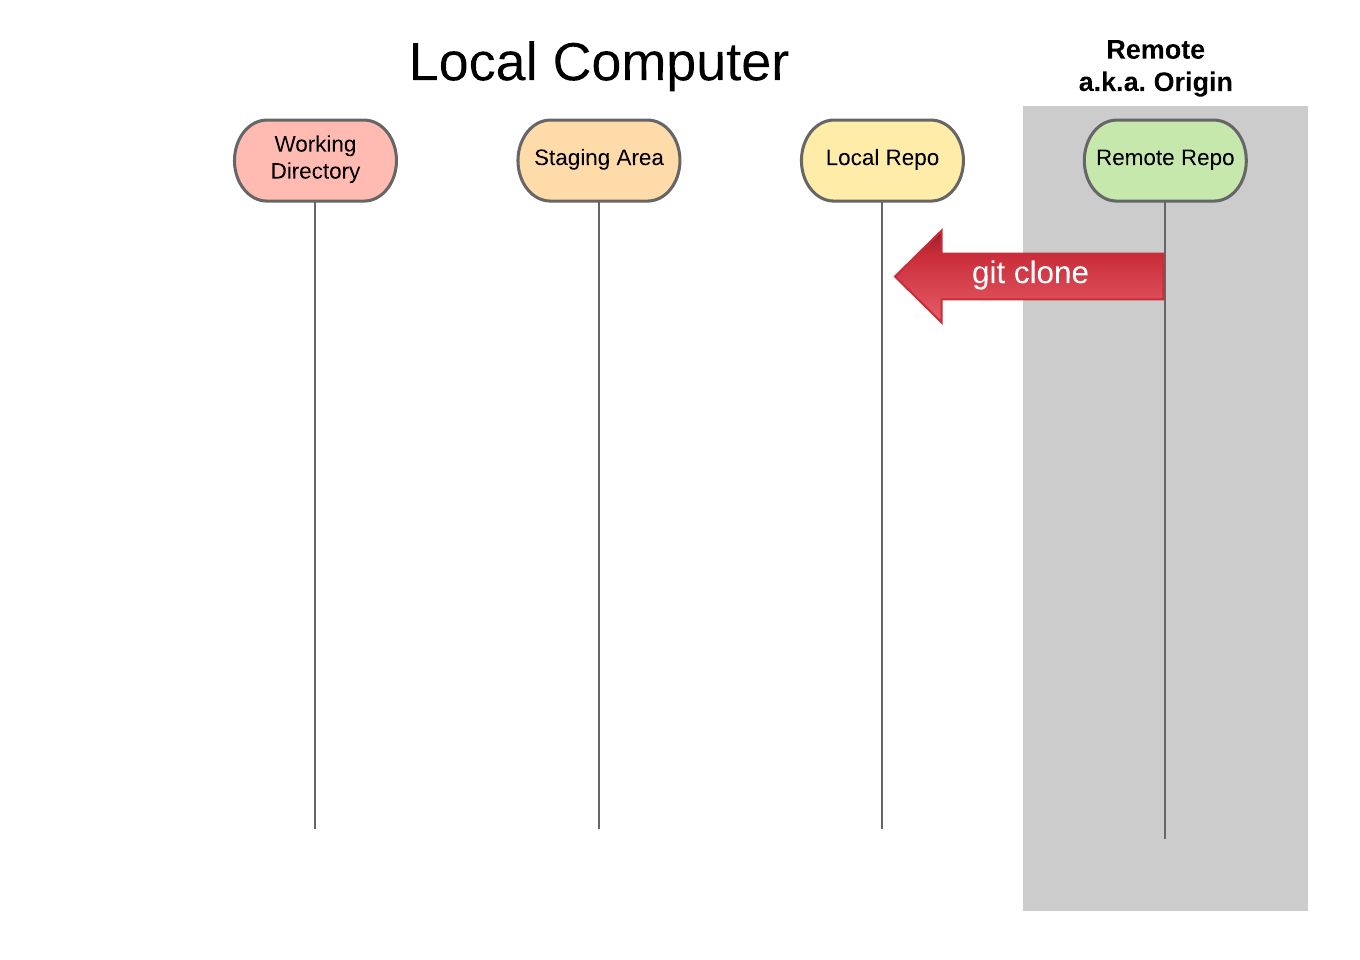 Local Computer
Remote
a.k.a. Origin
Working
Directory
Staging Area
Local Repo
Remote Repo
git clone